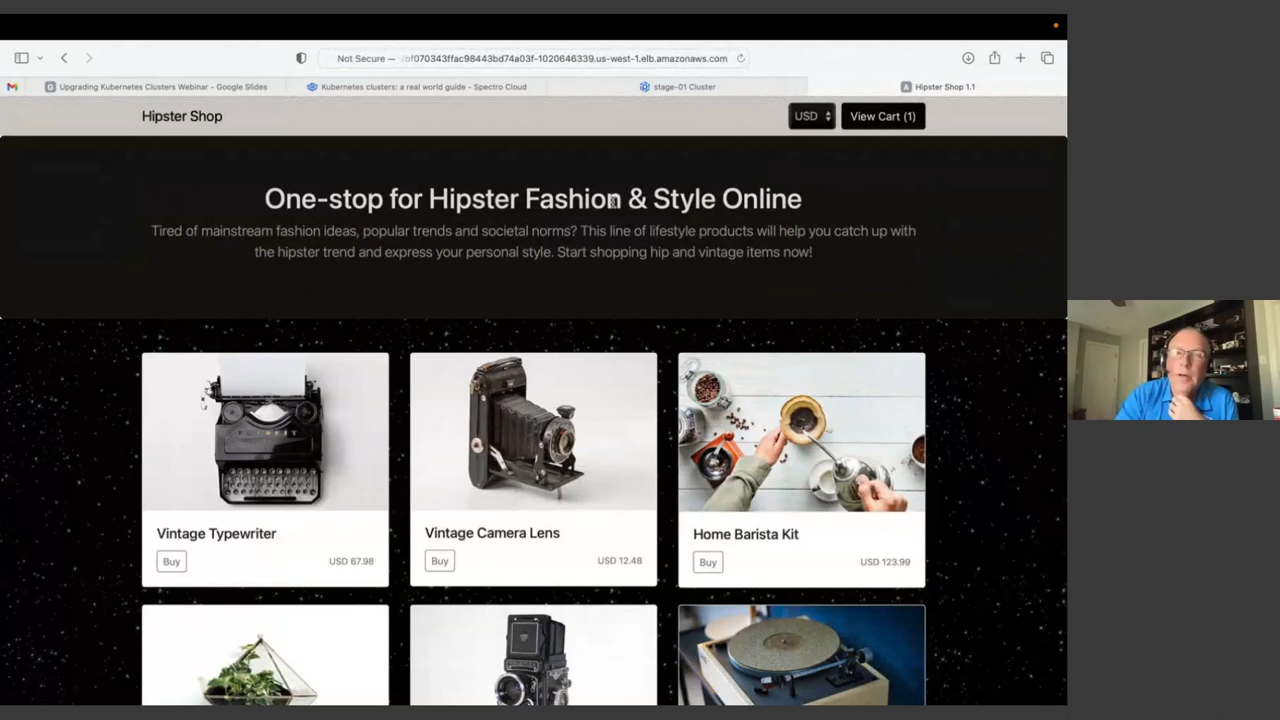 Not Secure — bf070343ffac98443bd74a03f-1020646339.us-west-1.elb.amazonaws.com
Upgrading Kubernetes Clusters Webinar - Google Slides
Kubernetes clusters: a real world guide - Spectro Cloud
stage-01 Cluster
Hipster Shop 1.1
Hipster Shop
USD
View Cart (1)
One-stop for Hipster Fashion & Style Online
Tired of mainstream fashion ideas, popular trends and societal norms? This line of lifestyle products will help you catch up with
the hipster trend and express your personal style. Start shopping hip and vintage items now!
Vintage Typewriter
Buy
USD 67.98
Vintage Camera Lens
Buy
USD 12.48
Home Barista Kit
Buy
USD 123.99